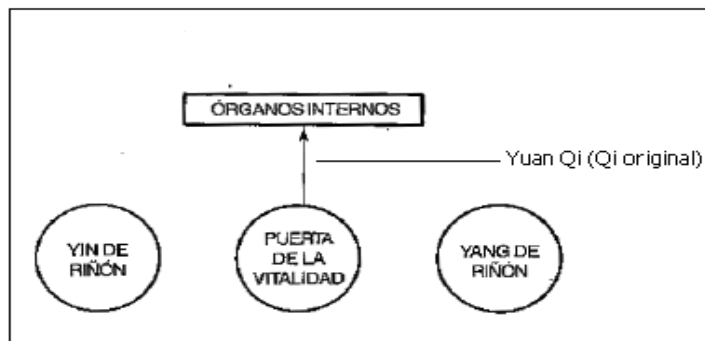 ÓRGANOS INTERNOS
Yuan Qi (Qi original)
YIN DE
RIÑÓN
PUERTA
DE LA
VITALIDAD
YANG DE
RIÑÓN